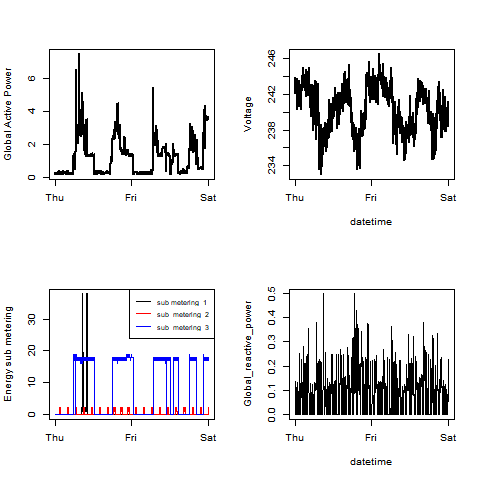 Global Active Power
0 2 4 6
Thu Fri Sat
Voltage
234 238 242 246
Thu Fri Sat
datetime
Energy sub metering
0 10 20 30
Thu Fri Sat
sub metering 1
sub metering 2
sub metering 3
Global_reactive_power
0.0 0.1 0.2 0.3 0.4 0.5
Thu Fri Sat
datetime